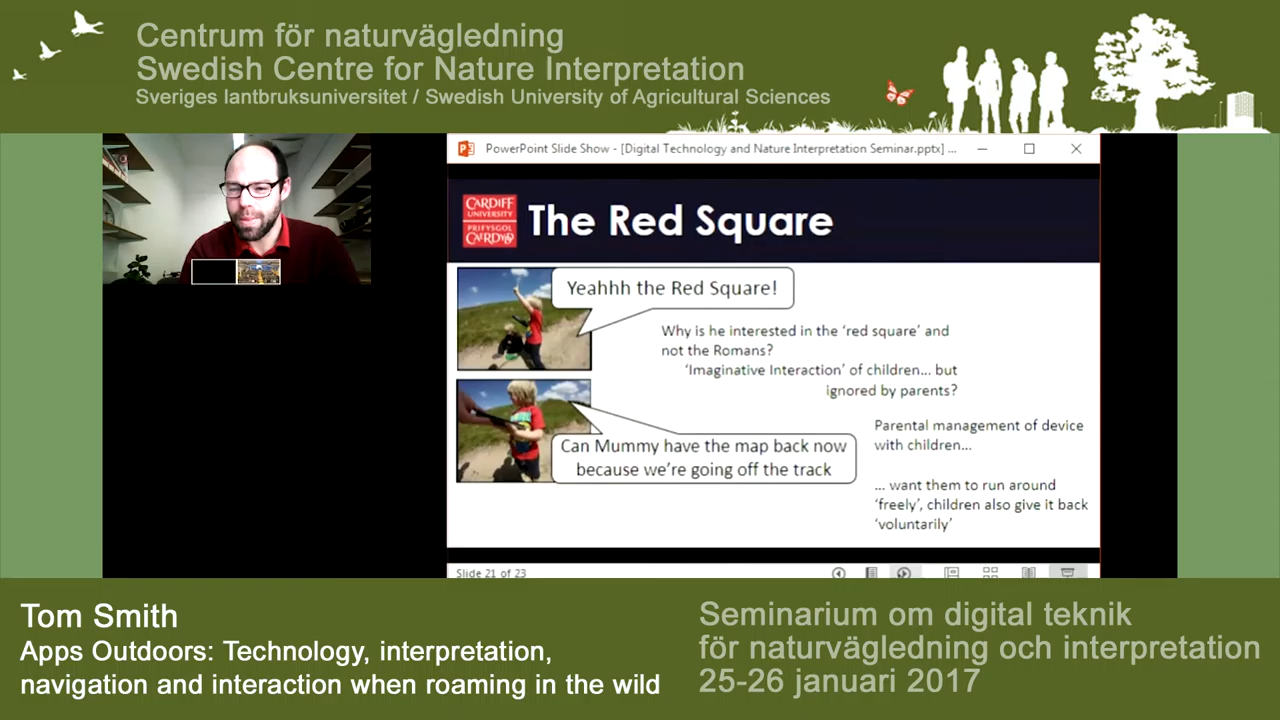 Centrum för naturvägledning
Swedish Centre for Nature Interpretation
Sveriges lantbruksuniversitet / Swedish University of Agricultural Sciences
PowerPoint Slide Show - [Digital Technology and Nature Interpretation Seminar.pptx] ...
CARDIFF
UNIVERSITY
PRIFYSGOL
CAERDYDD
The Red Square
Yeahhh the Red Square!
Why is he interested in the ‘red square’ and
not the Romans?
‘Imaginative Interaction’ of children... but
ignored by parents?
Can Mummy have the map back now
because we’re going off the track
Parental management of device
with children...
... want them to run around
‘freely’, children also give it back
‘voluntarily’
Slide 21 of 23
Tom Smith
Apps Outdoors: Technology, interpretation,
navigation and interaction when roaming in the wild
Seminarium om digital teknik
för naturvägledning och interpretation
25-26 januari 2017